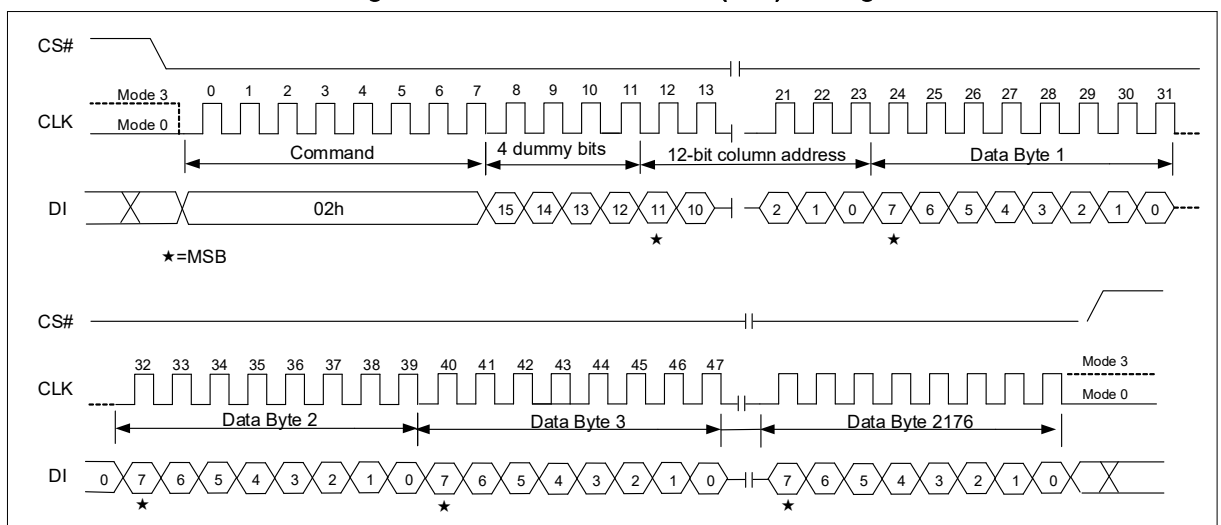 CS#
Mode 3 0 1 2 3 4 5 6 7 8 9 10 11 12 13 21 22 23 24 25 26 27 28 29 30 31
CLK
Mode 0
Command 4 dummy bits 12-bit column address Data Byte 1
DI 02h 15 14 13 12 11 10 2 1 0 7 6 5 4 3 2 1 0
★ ★
★=MSB
CS#
32 33 34 35 36 37 38 39 40 41 42 43 44 45 46 47 Mode 3
CLK Mode 0
Data Byte 2 Data Byte 3 Data Byte 2176
DI 0 7 6 5 4 3 2 1 0 7 6 5 4 3 2 1 0 7 6 5 4 3 2 1 0
★ ★ ★